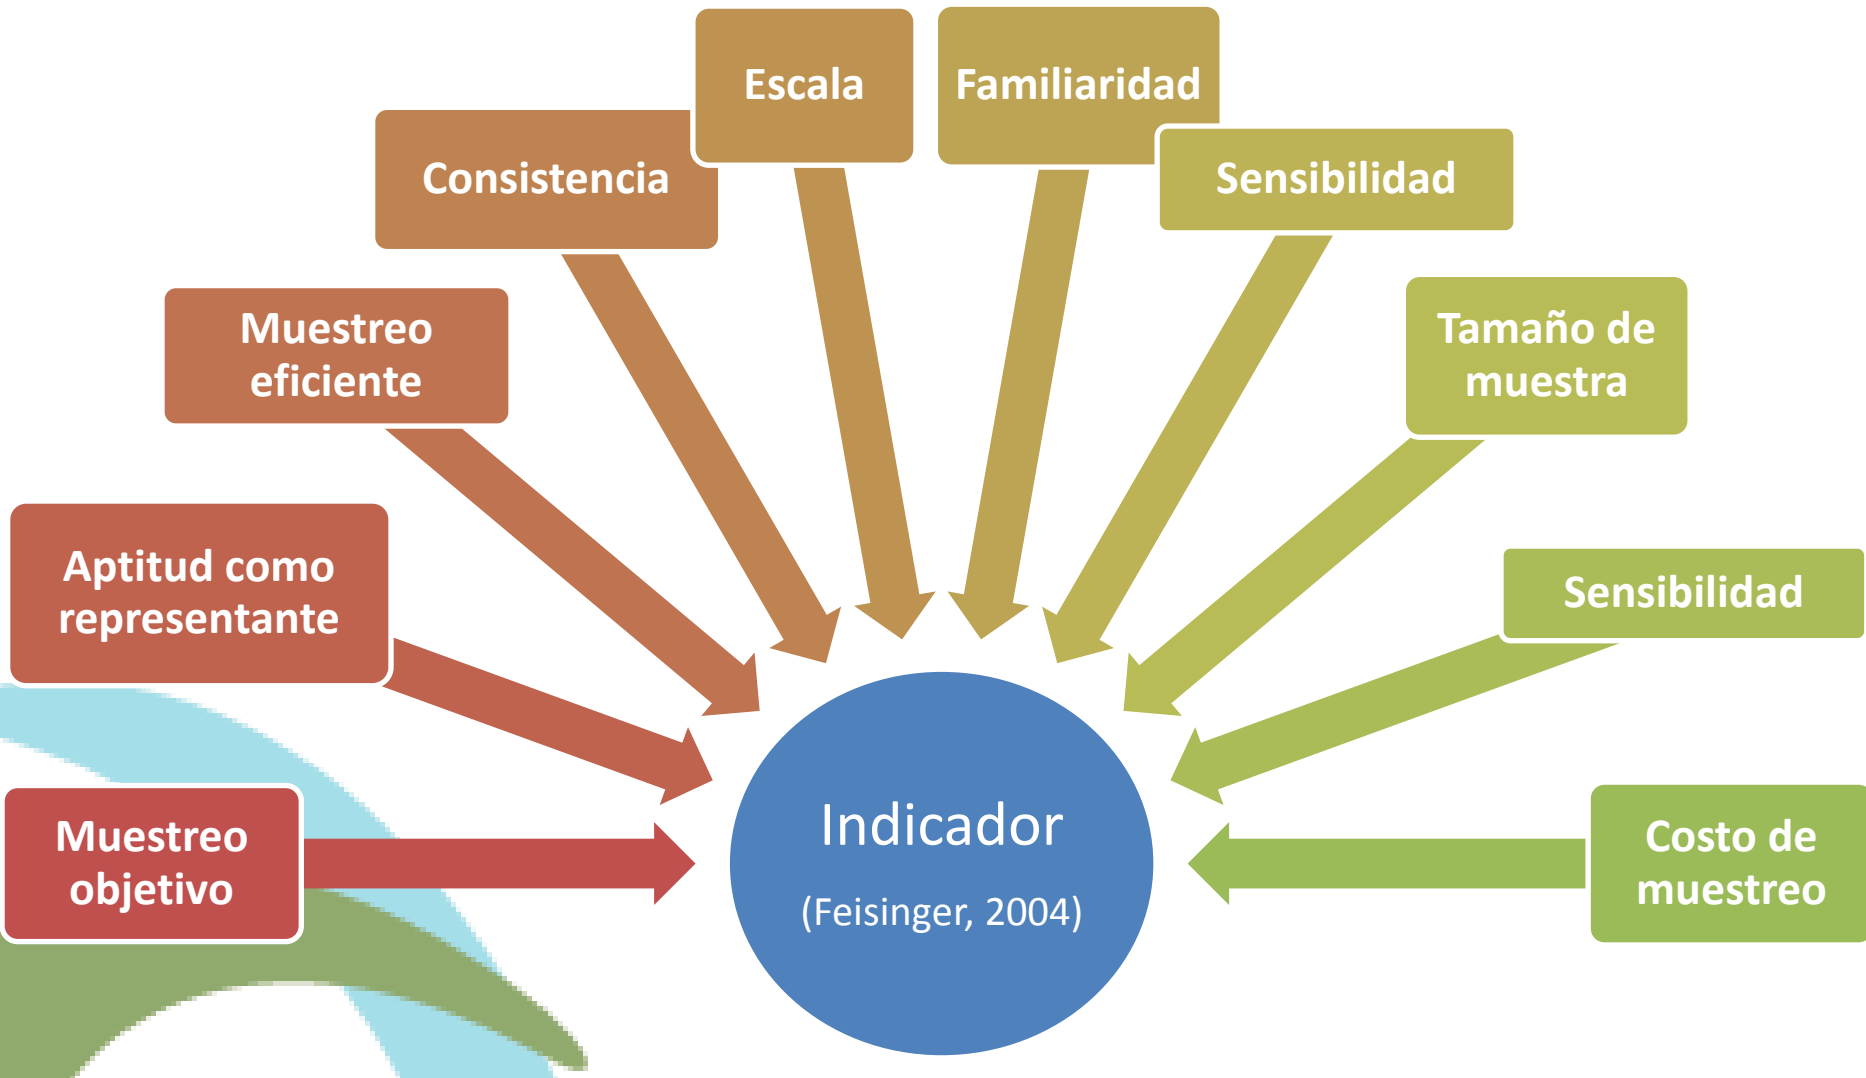 Escala
Familiaridad
Consistencia
Sensibilidad
Muestreo
eficiente
Tamaño de
muestra
Aptitud como
representante
Sensibilidad
Muestreo
objetivo
Indicador
(Feisinger, 2004)
Costo de
muestreo